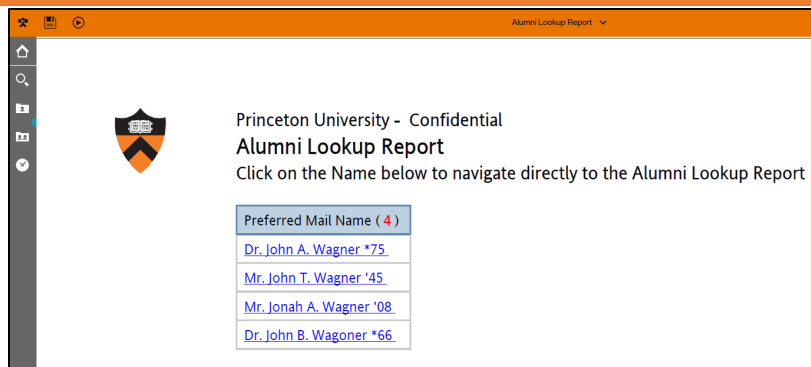 Alumni Lookup Report
Princeton University - Confidential
Alumni Lookup Report
Click on the Name below to navigate directly to the Alumni Lookup Report
Preferred Mail Name ( 4 )
Dr. John A. Wagner *75
Mr. John T. Wagner '45
Mr. Jonah A. Wagner '08
Dr. John B. Wagoner *66